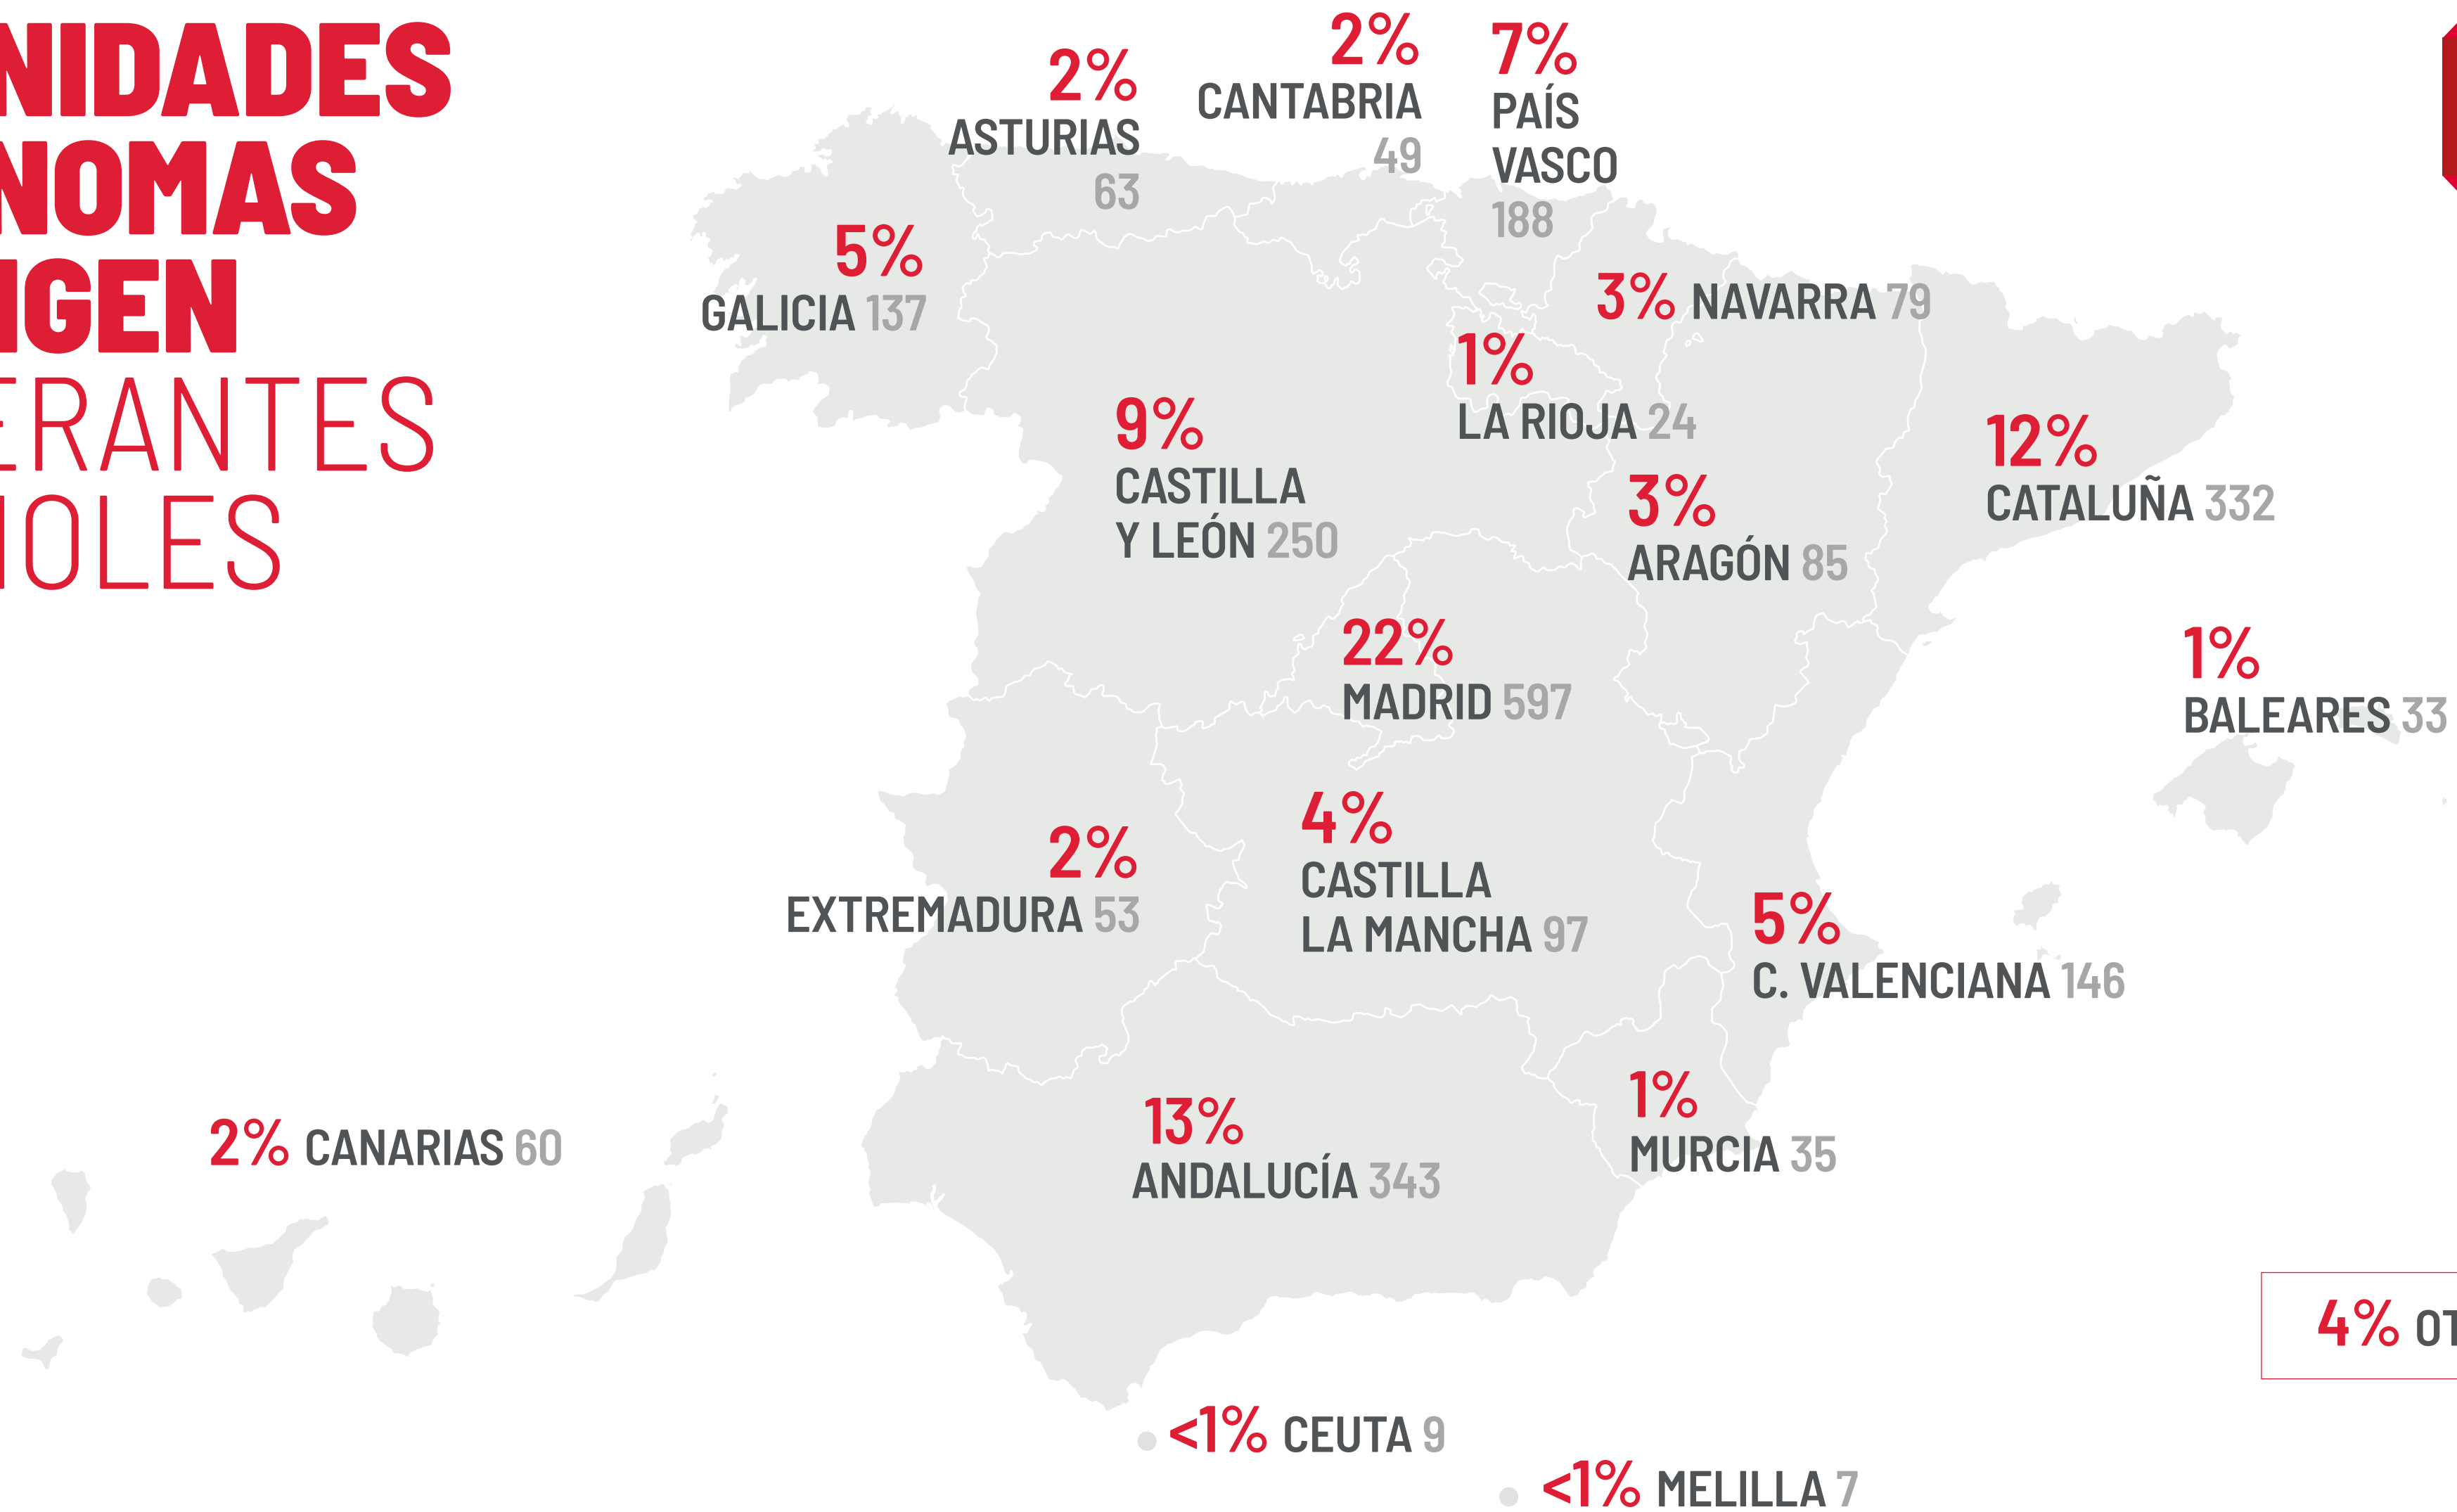 NIDADES
NOMAS
IGEN
ERANTES
IOLES
2%
ASTURIAS
63
2%
CANTABRIA
49
7%
PAÍS
VASCO
188
5%
GALICIA 137
3% NAVARRA 79
1%
LA RIOJA 24
9%
CASTILLA
Y LEÓN 250
3%
ARAGÓN 85
12%
CATALUÑA 332
22%
MADRID 597
1%
BALEARES 33
4%
CASTILLA
LA MANCHA 97
2%
EXTREMADURA 53
5%
C. VALENCIANA 146
1%
MURCIA 35
13%
ANDALUCÍA 343
2% CANARIAS 60
4% OT
<1% CEUTA 9
<1% MELILLA 7